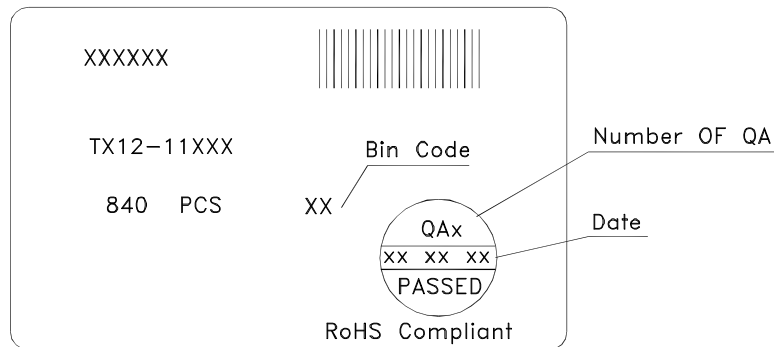 XXXXXX
TX12-11XXX
Bin Code
Number OF QA
840 PCS
XX
QAx
Date
XX XX XX
PASSED
RoHS Compliant